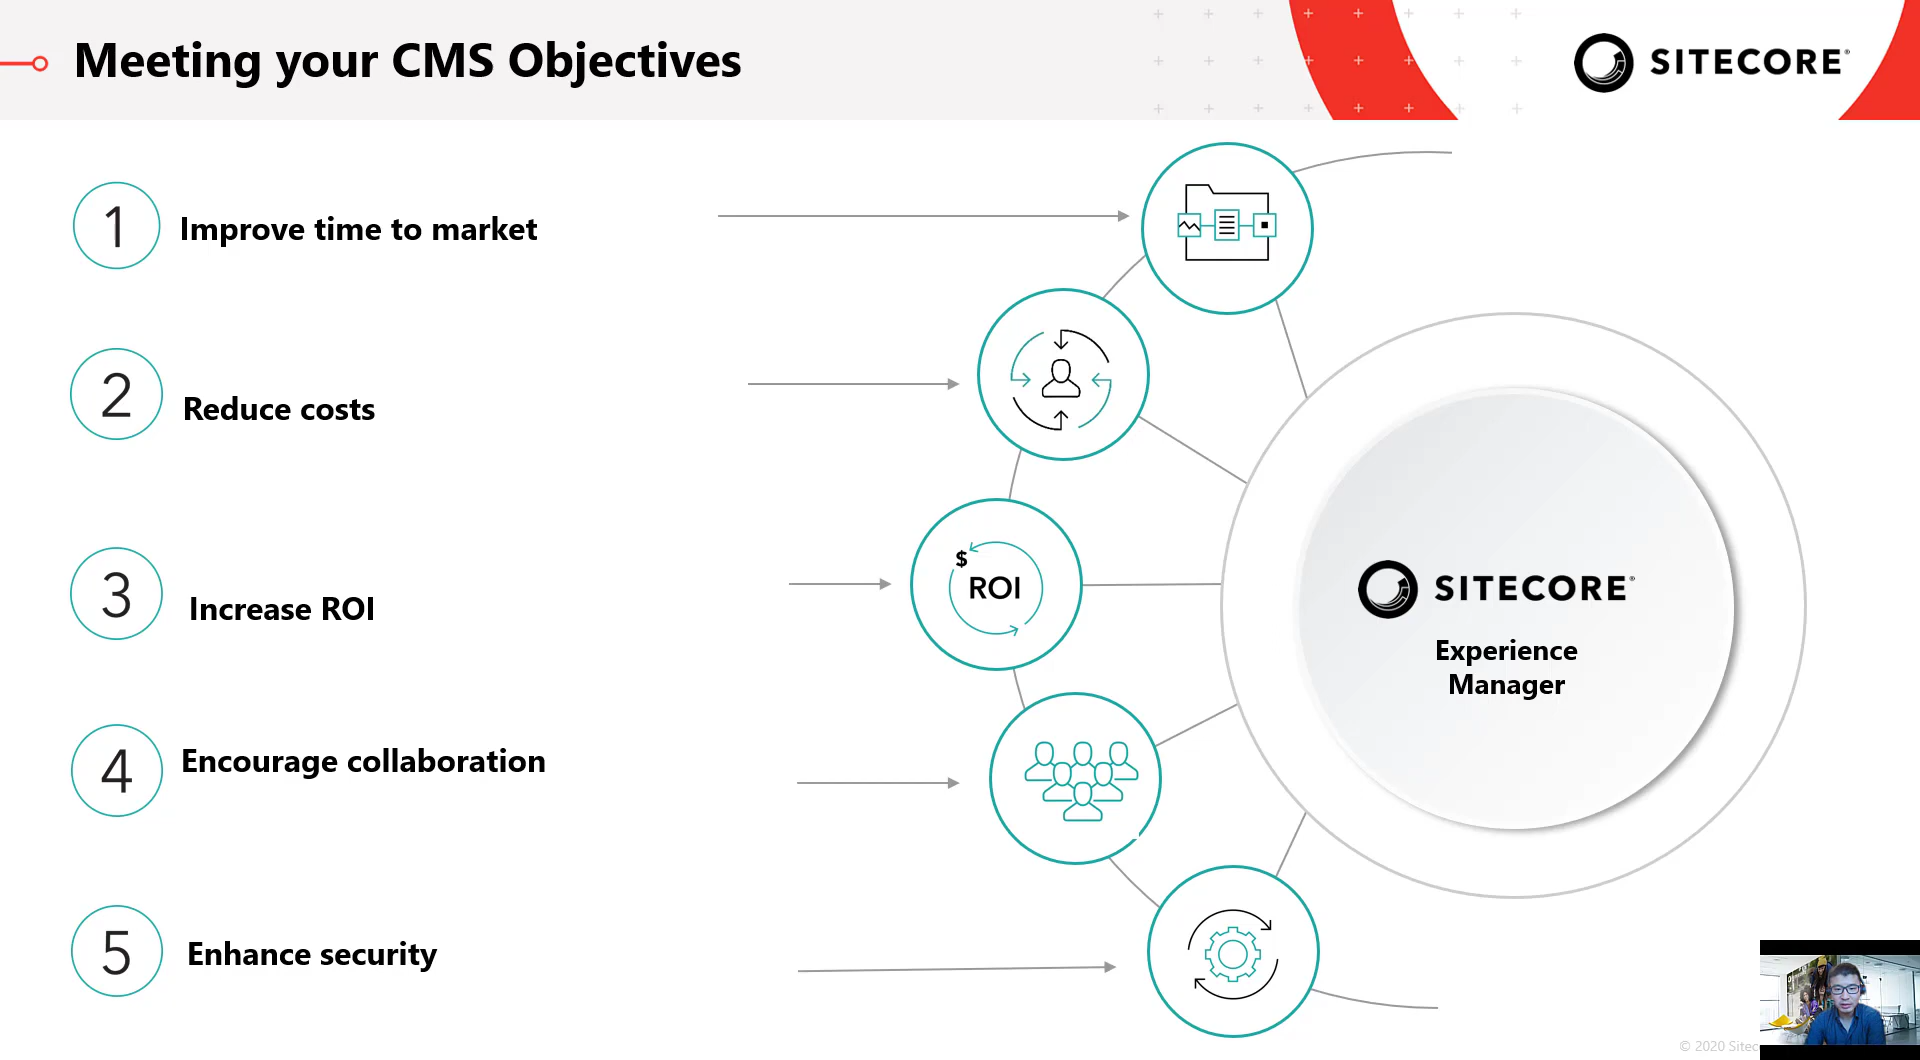 Meeting your CMS Objectives
SITECORE®
1
Improve time to market
2
Reduce costs
$
ROI
3
Increase ROI
SITECORE®
Experience
Manager
4
Encourage collaboration
5
Enhance security
© 2020